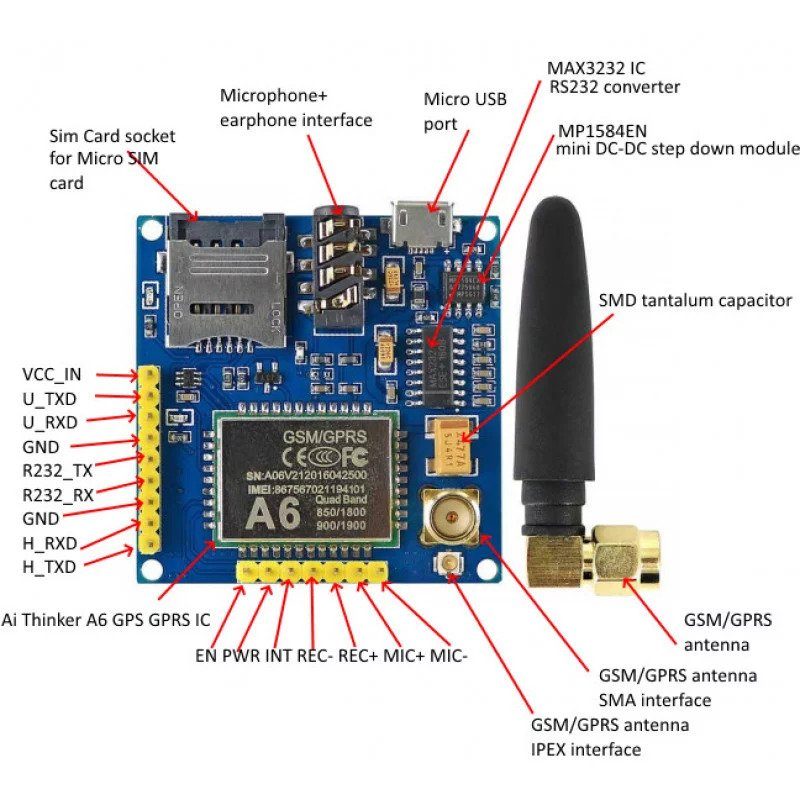 MAX3232 IC
RS232 converter
Microphone+
earphone interface
Micro USB
port
MP1584EN
mini DC-DC step down module
Sim Card socket
for Micro SIM
card
SMD tantalum capacitor
OPEN
LOCK
VCC_IN
U_TXD
U_RXD
GND
R232_TX
R232_RX
GND
H_RXD
H_TXD
GSM/GPRS
CE CCC FC
SN:A06V212016042500
IMEI:867567021194101
Quad Band
A6
850/1800
900/1900
477A
Ai Thinker A6 GPS GPRS IC
EN PWR INT REC- REC+ MIC+ MIC-
GSM/GPRS
antenna
GSM/GPRS antenna
SMA interface
GSM/GPRS antenna
IPEX interface